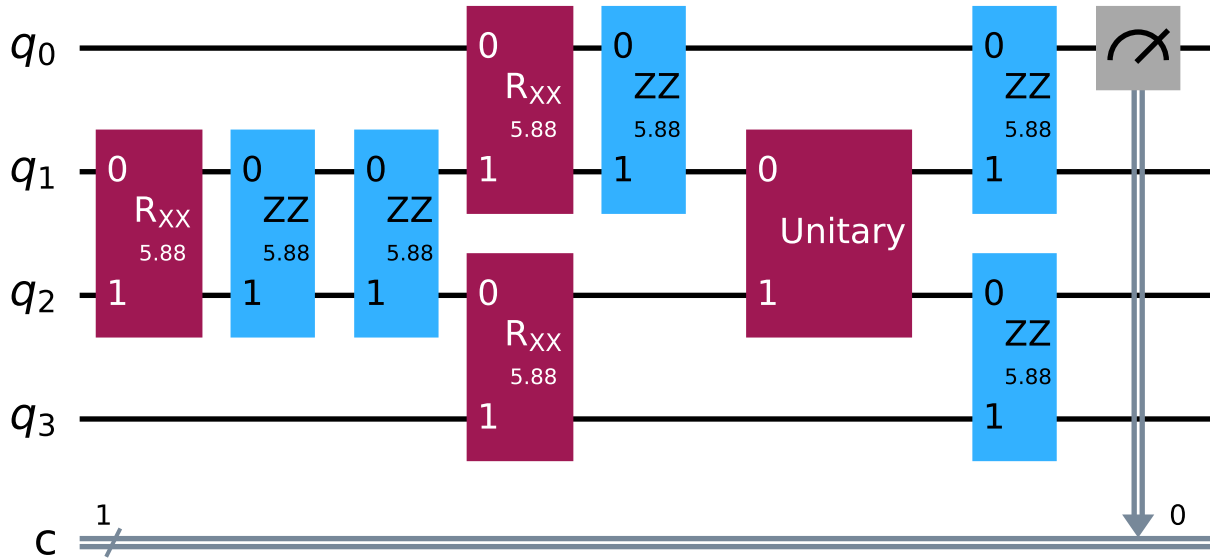 q0 0 0 0
RXX ZZ ZZ
5.88 5.88 5.88
q1 0 0 0 1 1 0 1
RXX ZZ ZZ Unitary
5.88 5.88 5.88
q2 1 1 1 0 1 0
RXX ZZ
5.88 5.88
q3 1 1
1 0
c